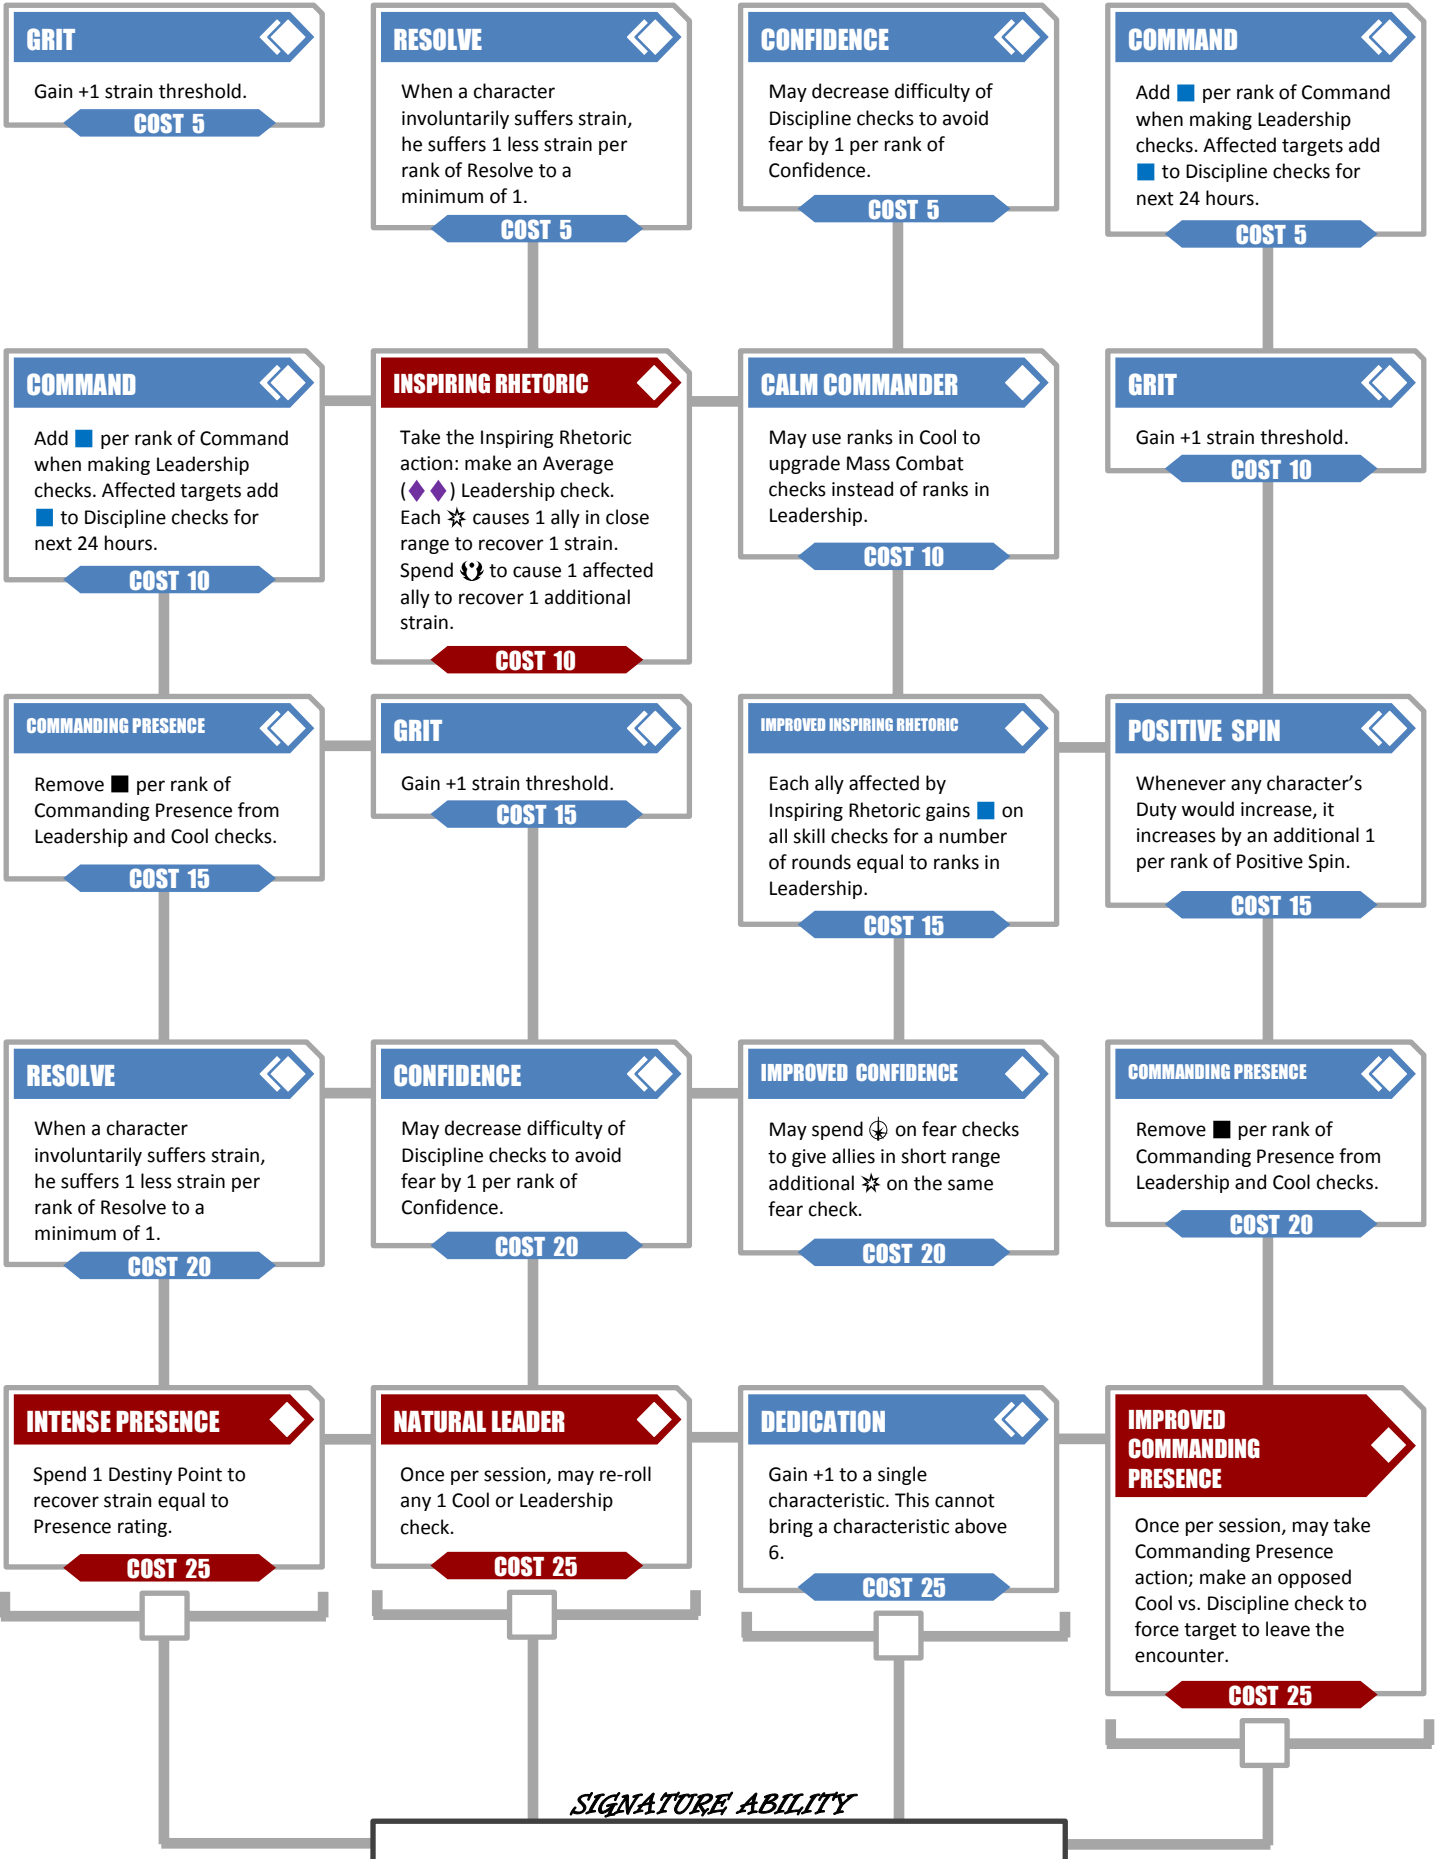 GRIT
Gain +1 strain threshold.
COST 5
RESOLVE
When a character
involuntarily suffers strain,
he suffers 1 less strain per
rank of Resolve to a
minimum of 1.
COST 5
CONFIDENCE
May decrease difficulty of
Discipline checks to avoid
fear by 1 per rank of
Confidence.
COST 5
COMMAND
Add per rank of Command
when making Leadership
checks. Affected targets add
to Discipline checks for
next 24 hours.
COST 5
COMMAND
Add per rank of Command
when making Leadership
checks. Affected targets add
to Discipline checks for
next 24 hours.
COST 10
INSPIRING RHETORIC
Take the Inspiring Rhetoric
action: make an Average
(♦♦) Leadership check.
Each causes 1 ally in close
range to recover 1 strain.
Spend to cause 1 affected
ally to recover 1 additional
strain.
COST 10
CALM COMMANDER
May use ranks in Cool to
upgrade Mass Combat
checks instead of ranks in
Leadership.
COST 10
GRIT
Gain +1 strain threshold.
COST 10
COMMANDING PRESENCE
Remove per rank of
Commanding Presence from
Leadership and Cool checks.
COST 15
GRIT
Gain +1 strain threshold.
COST 15
IMPROVED INSPIRING RHETORIC
Each ally affected by
Inspiring Rhetoric gains on
all skill checks for a number
of rounds equal to ranks in
Leadership.
COST 15
POSITIVE SPIN
Whenever any character's
Duty would increase, it
increases by an additional 1
per rank of Positive Spin.
COST 15
RESOLVE
When a character
involuntarily suffers strain,
he suffers 1 less strain per
rank of Resolve to a
minimum of 1.
COST 20
CONFIDENCE
May decrease difficulty of
Discipline checks to avoid
fear by 1 per rank of
Confidence.
COST 20
IMPROVED CONFIDENCE
May spend on fear checks
to give allies in short range
additional on the same
fear check.
COST 20
COMMANDING PRESENCE
Remove per rank of
Commanding Presence from
Leadership and Cool checks.
COST 20
INTENSE PRESENCE
Spend 1 Destiny Point to
recover strain equal to
Presence rating.
COST 25
NATURAL LEADER
Once per session, may re-roll
any 1 Cool or Leadership
check.
COST 25
DEDICATION
Gain +1 to a single
characteristic. This cannot
bring a characteristic above
6.
COST 25
IMPROVED
COMMANDING
PRESENCE
Once per session, may take
Commanding Presence
action; make an opposed
Cool vs. Discipline check to
force target to leave the
encounter.
COST 25
SIGNATURE ABILITY